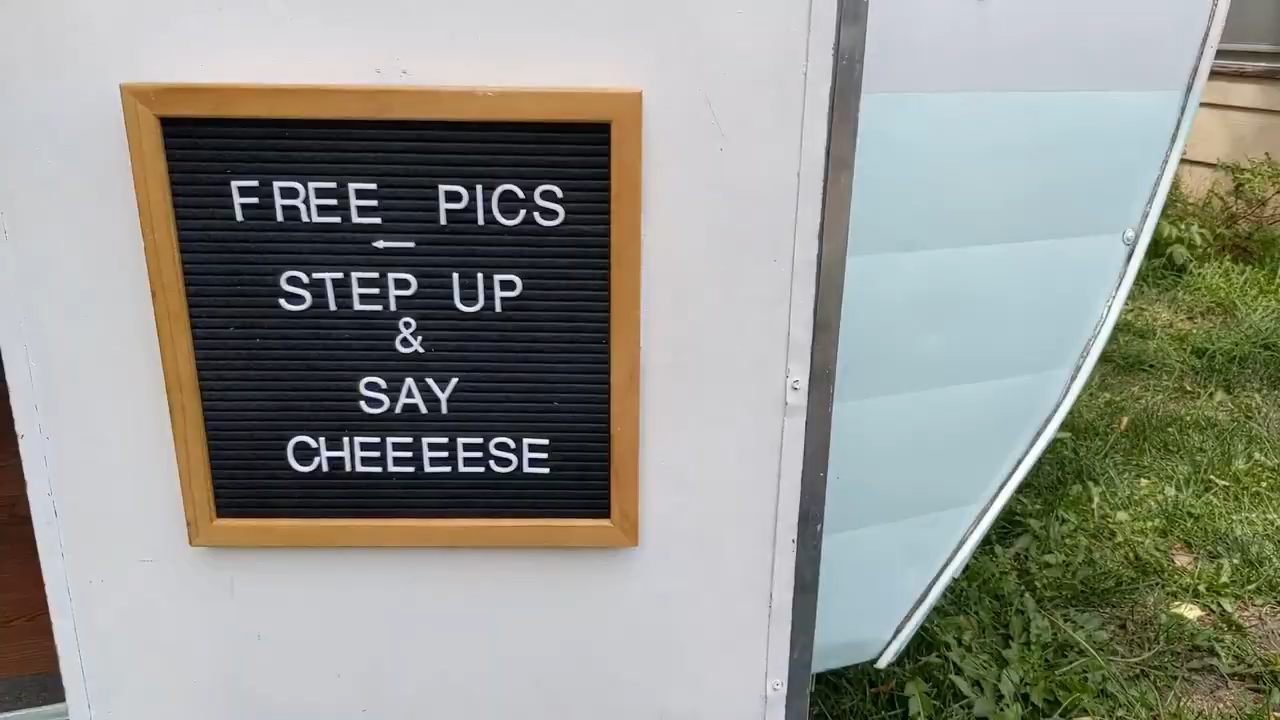 FREE PICS
←
STEP UP
&
SAY
CHEEEESE